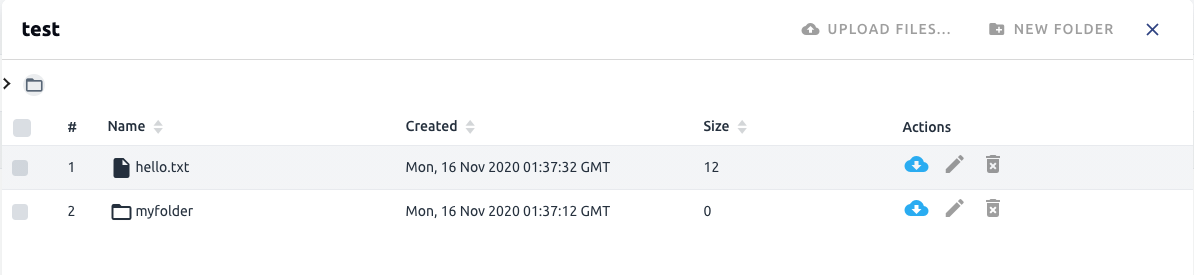 test UPLOAD FILES... NEW FOLDER
# Name Created Size Actions
1 hello.txt Mon, 16 Nov 2020 01:37:32 GMT 12
2 myfolder Mon, 16 Nov 2020 01:37:12 GMT 0